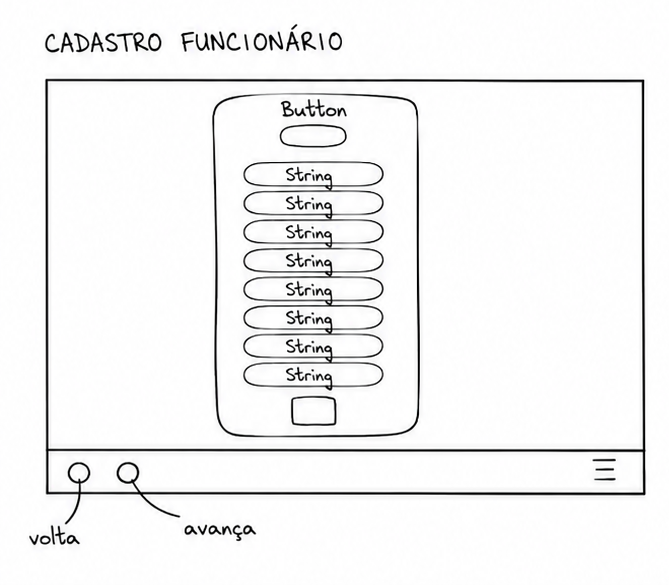 CADASTRO FUNCIONÁRIO
Button
String
String
String
String
String
String
String
String
volta
avança